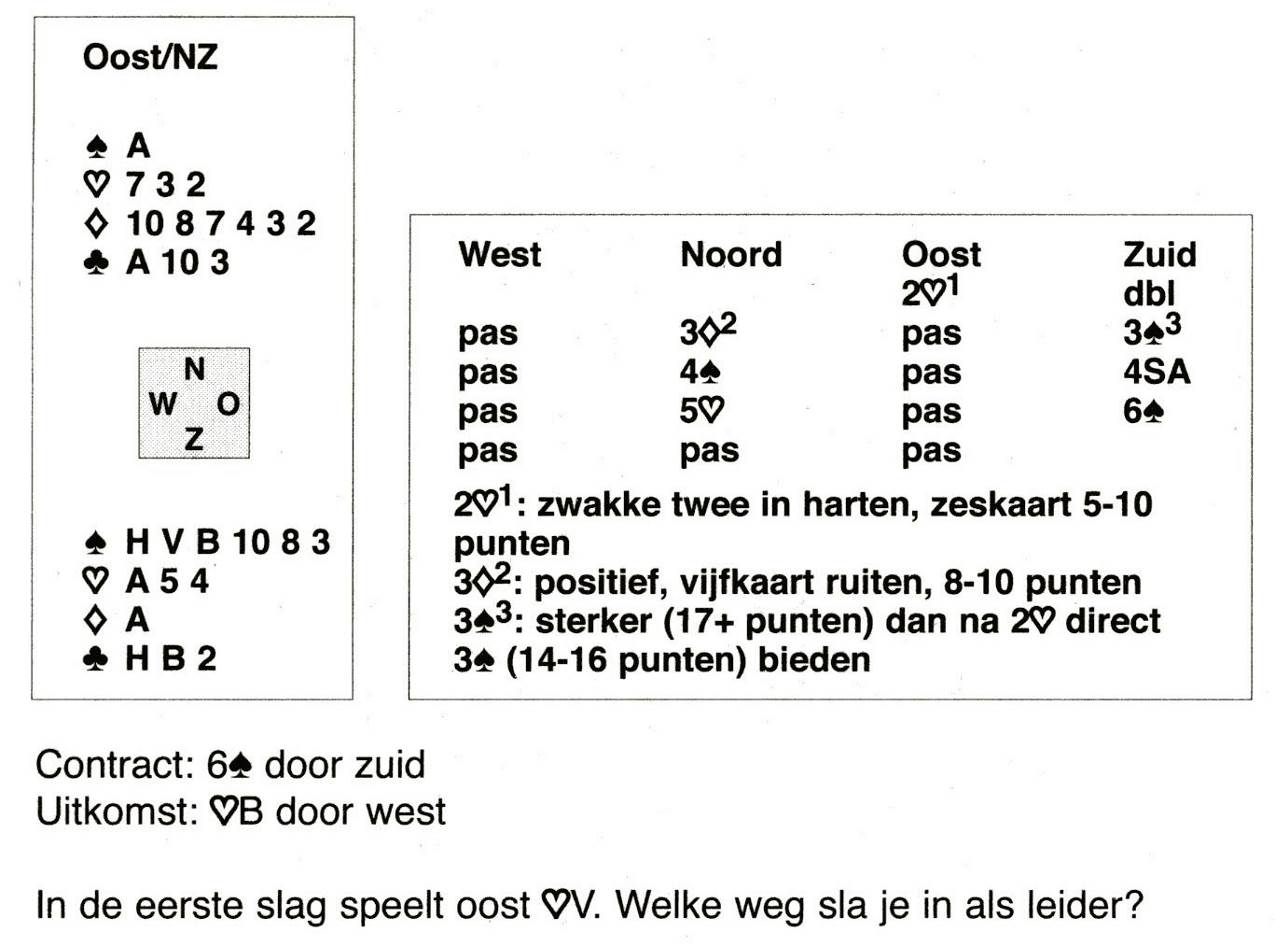 Oost/NZ
♠ A
♡ 7 3 2
♢ 10 8 7 4 3 2
♣ A 10 3
N
W O
Z
♠ H V B 10 8 3
♡ A 5 4
♢ A
♣ H B 2
West Noord Oost Zuid
2♡1 dbl
pas 3♢2 pas 3♠3
pas 4♠ pas 4SA
pas 5♡ pas 6♠
pas pas pas
2♡1: zwakke twee in harten, zeskaart 5-10
punten
3♢2: positief, vijfkaart ruiten, 8-10 punten
3♠3: sterker (17+ punten) dan na 2♡ direct
3♠ (14-16 punten) bieden
Contract: 6♠ door zuid
Uitkomst: ♡B door west
In de eerste slag speelt oost ♡V. Welke weg sla je in als leider?